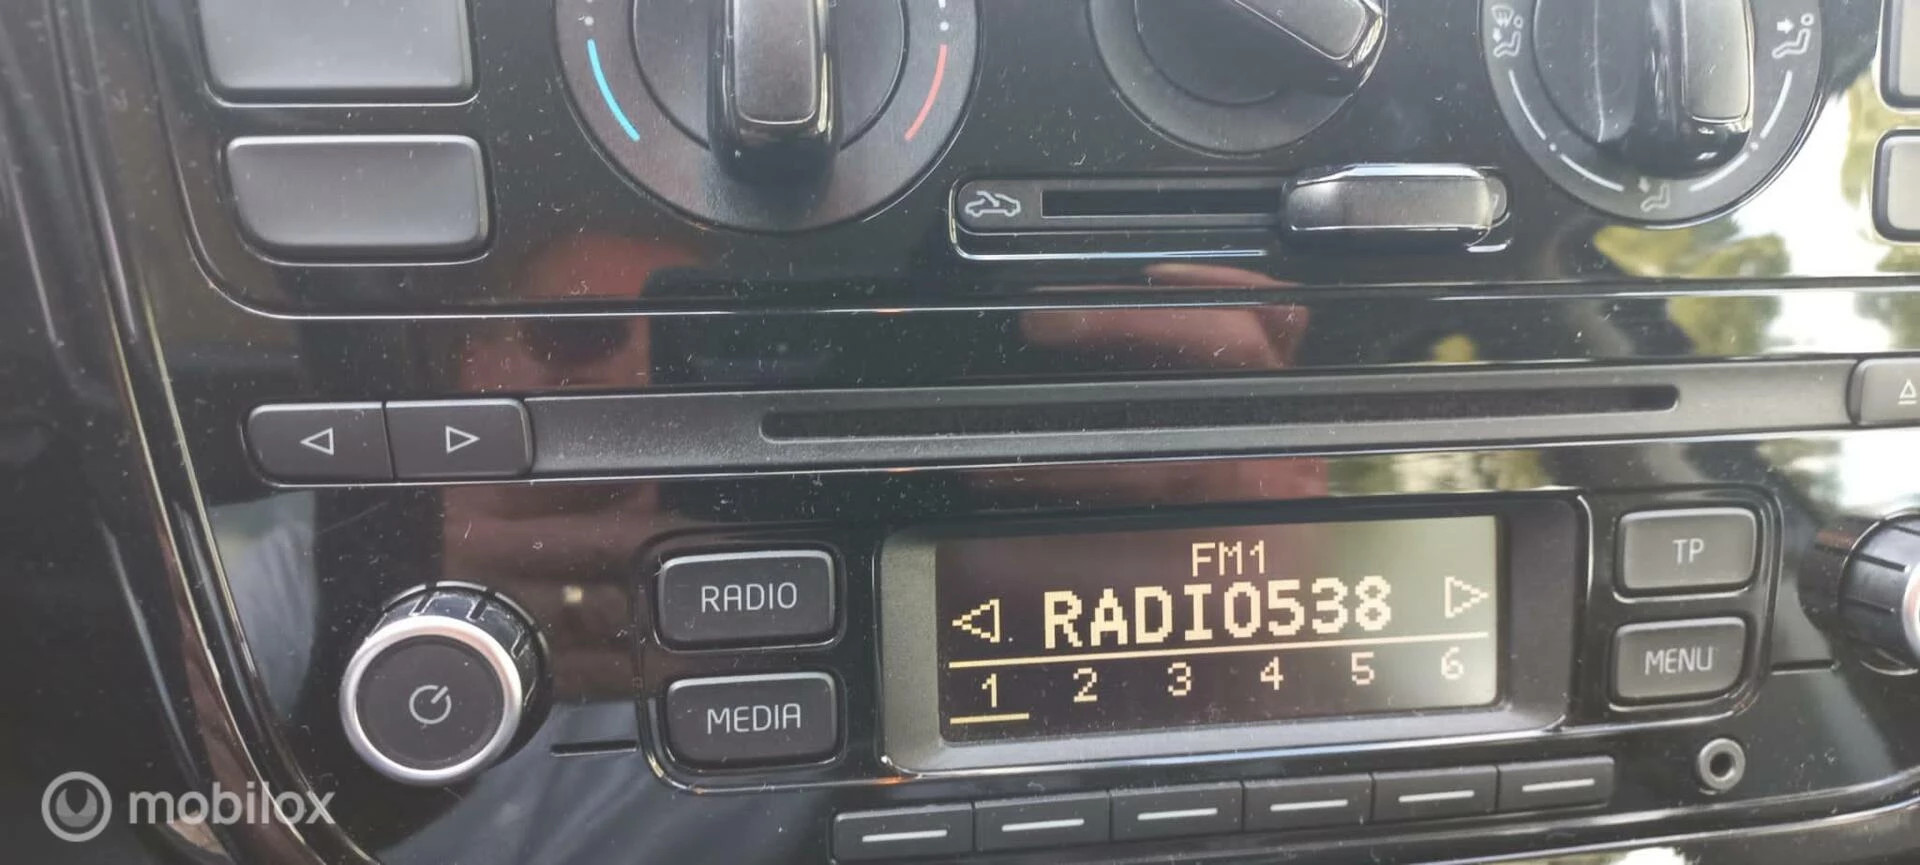 FM1
RADIO538
1 2 3 4 5 6
RADIO
MEDIA
TP
MENU
mobilox